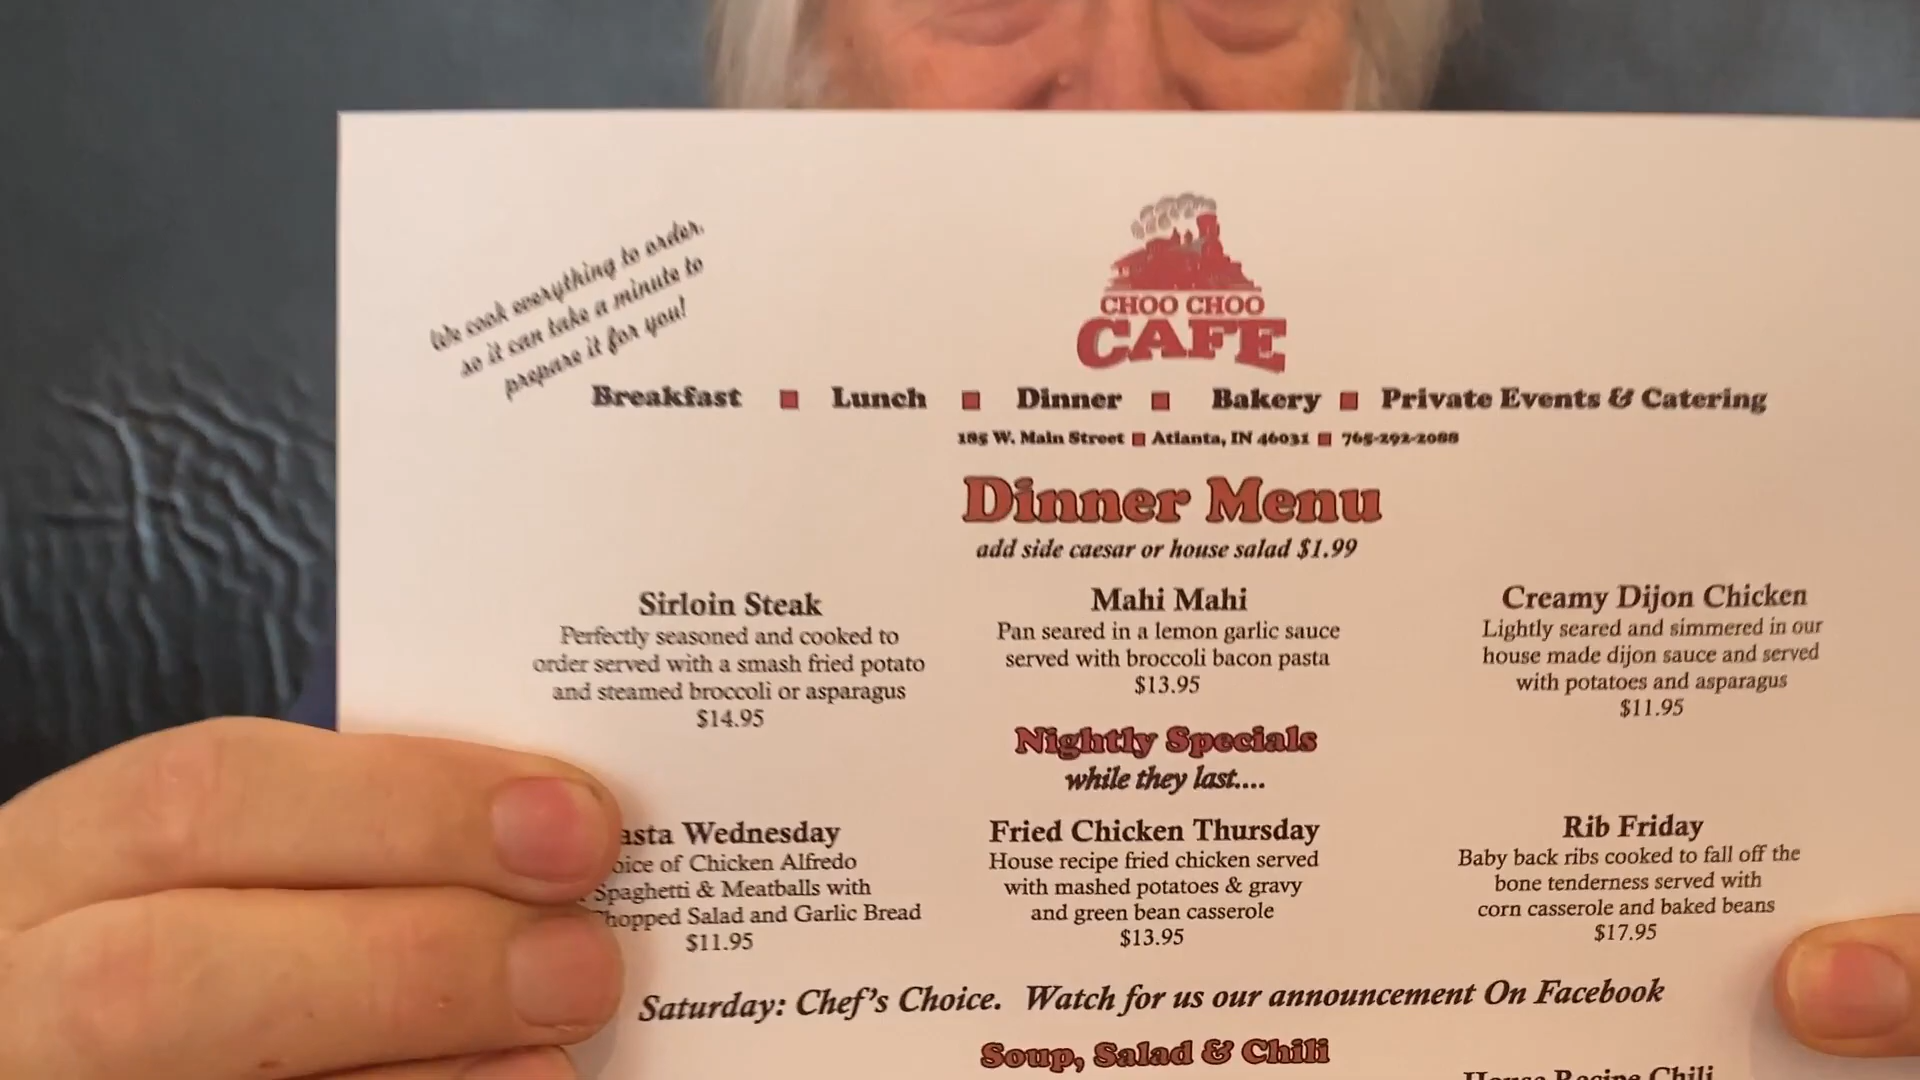 We cook everything to order,
so it can take a minute to
prepare it for you!
CHOO CHOO
CAFE
Breakfast ■ Lunch ■ Dinner ■ Bakery ■ Private Events & Catering
185 W. Main Street ■ Atlanta, IN 46031 ■ 765-292-2088
Dinner Menu
add side caesar or house salad $1.99
Sirloin Steak
Perfectly seasoned and cooked to
order served with a smash fried potato
and steamed broccoli or asparagus
$14.95
Mahi Mahi
Pan seared in a lemon garlic sauce
served with broccoli bacon pasta
$13.95
Creamy Dijon Chicken
Lightly seared and simmered in our
house made dijon sauce and served
with potatoes and asparagus
$11.95
Nightly Specials
while they last....
asta Wednesday
oice of Chicken Alfredo
Spaghetti & Meatballs with
hopped Salad and Garlic Bread
$11.95
Fried Chicken Thursday
House recipe fried chicken served
with mashed potatoes & gravy
and green bean casserole
$13.95
Rib Friday
Baby back ribs cooked to fall off the
bone tenderness served with
corn casserole and baked beans
$17.95
Saturday: Chef's Choice. Watch for us our announcement On Facebook
Soup, Salad & Chili
House Recipe Chili